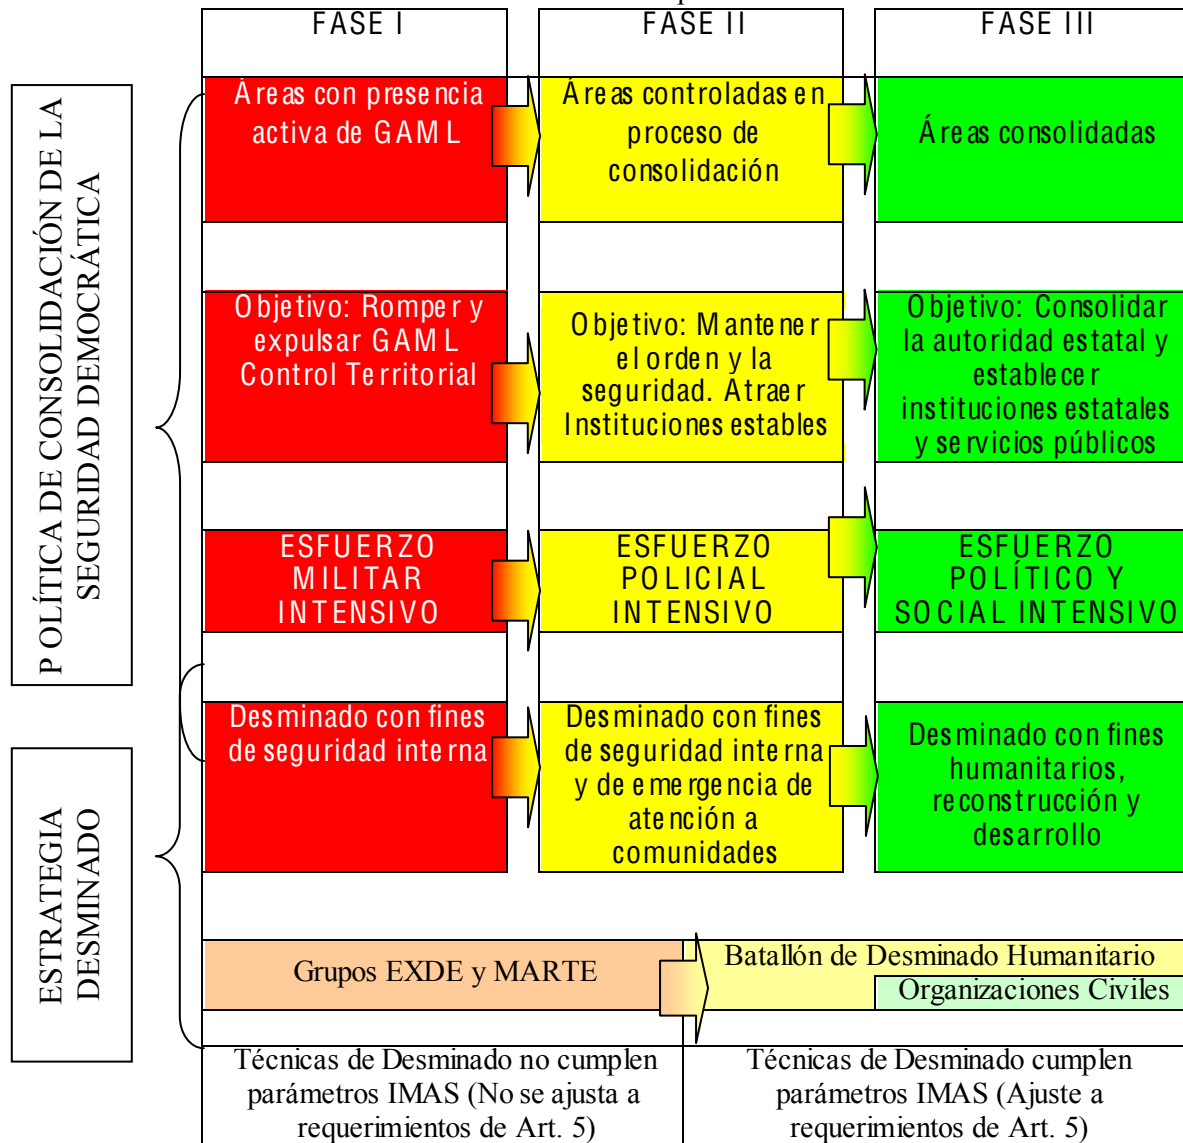 FASE I
FASE II
FASE III
POLÍTICA DE CONSOLIDACIÓN DE LA
SEGURIDAD DEMOCRÁTICA
Áreas con presencia
activa de GAML
Áreas controladas en
proceso de
consolidación
Áreas consolidadas
Objetivo: Romper y
expulsar GAML
Control Territorial
Objetivo: Mantener
el orden y la
seguridad. Atraer
Instituciones estables
Objetivo: Consolidar
la autoridad estatal y
establecer
instituciones estatales
y servicios públicos
ESFUERZO
MILITAR
INTENSIVO
ESFUERZO
POLICIAL
INTENSIVO
ESFUERZO
POLÍTICO Y
SOCIAL INTENSIVO
ESTRATEGIA
DESMINADO
Desminado con fines
de seguridad interna
Desminado con fines
de seguridad interna
y de emergencia de
atención a
comunidades
Desminado con fines
humanitarios,
reconstrucción y
desarrollo
Grupos EXDE y MARTE
Batallón de Desminado Humanitario
Organizaciones Civiles
Técnicas de Desminado no cumplen
parámetros IMAS (No se ajusta a
requerimientos de Art. 5)
Técnicas de Desminado cumplen
parámetros IMAS (Ajuste a
requerimientos de Art. 5)